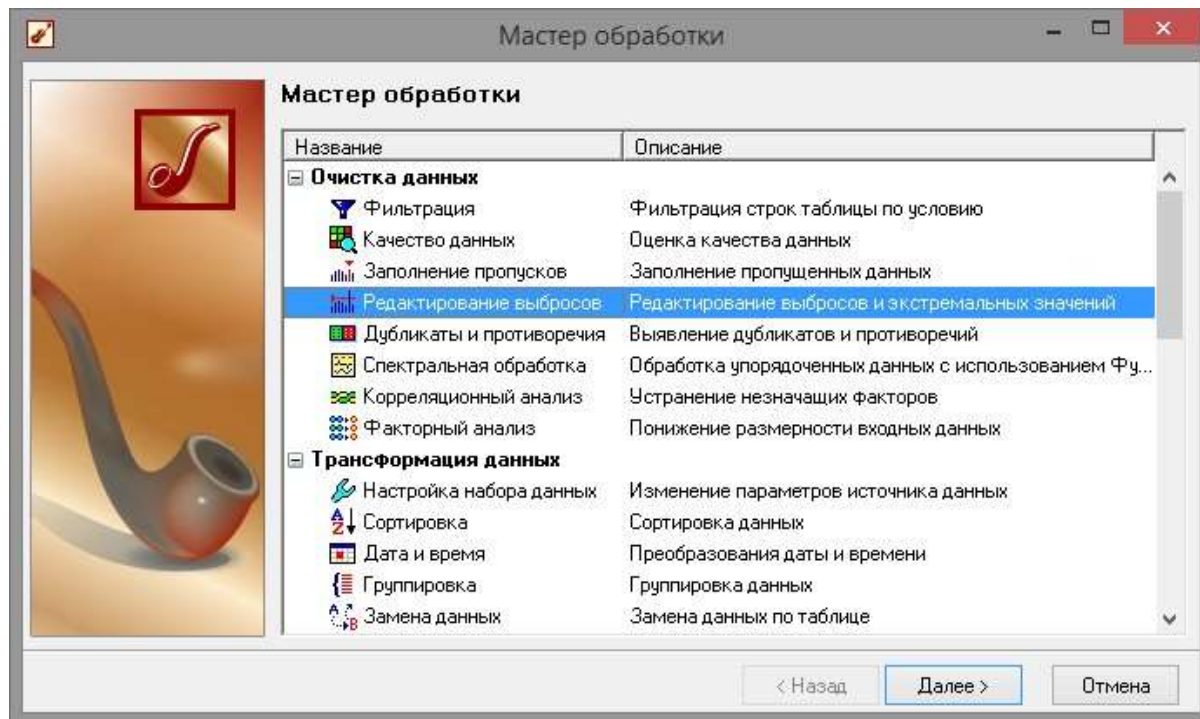 Мастер обработки
Мастер обработки
Название Описание
Очистка данных
Фильтрация Фильтрация строк таблицы по условию
Качество данных Оценка качества данных
Заполнение пропусков Заполнение пропущенных данных
Редактирование выбросов Редактирование выбросов и экстремальных значений
Дубликаты и противоречия Выявление дубликатов и противоречий
Спектральная обработка Обработка упорядоченных данных с использованием Фу...
Корреляционный анализ Устранение незначащих факторов
Факторный анализ Понижение размерности входных данных
Трансформация данных
Настройка набора данных Изменение параметров источника данных
Сортировка Сортировка данных
Дата и время Преобразования даты и времени
Группировка Группировка данных
Замена данных Замена данных по таблице
< Назад Далее > Отмена